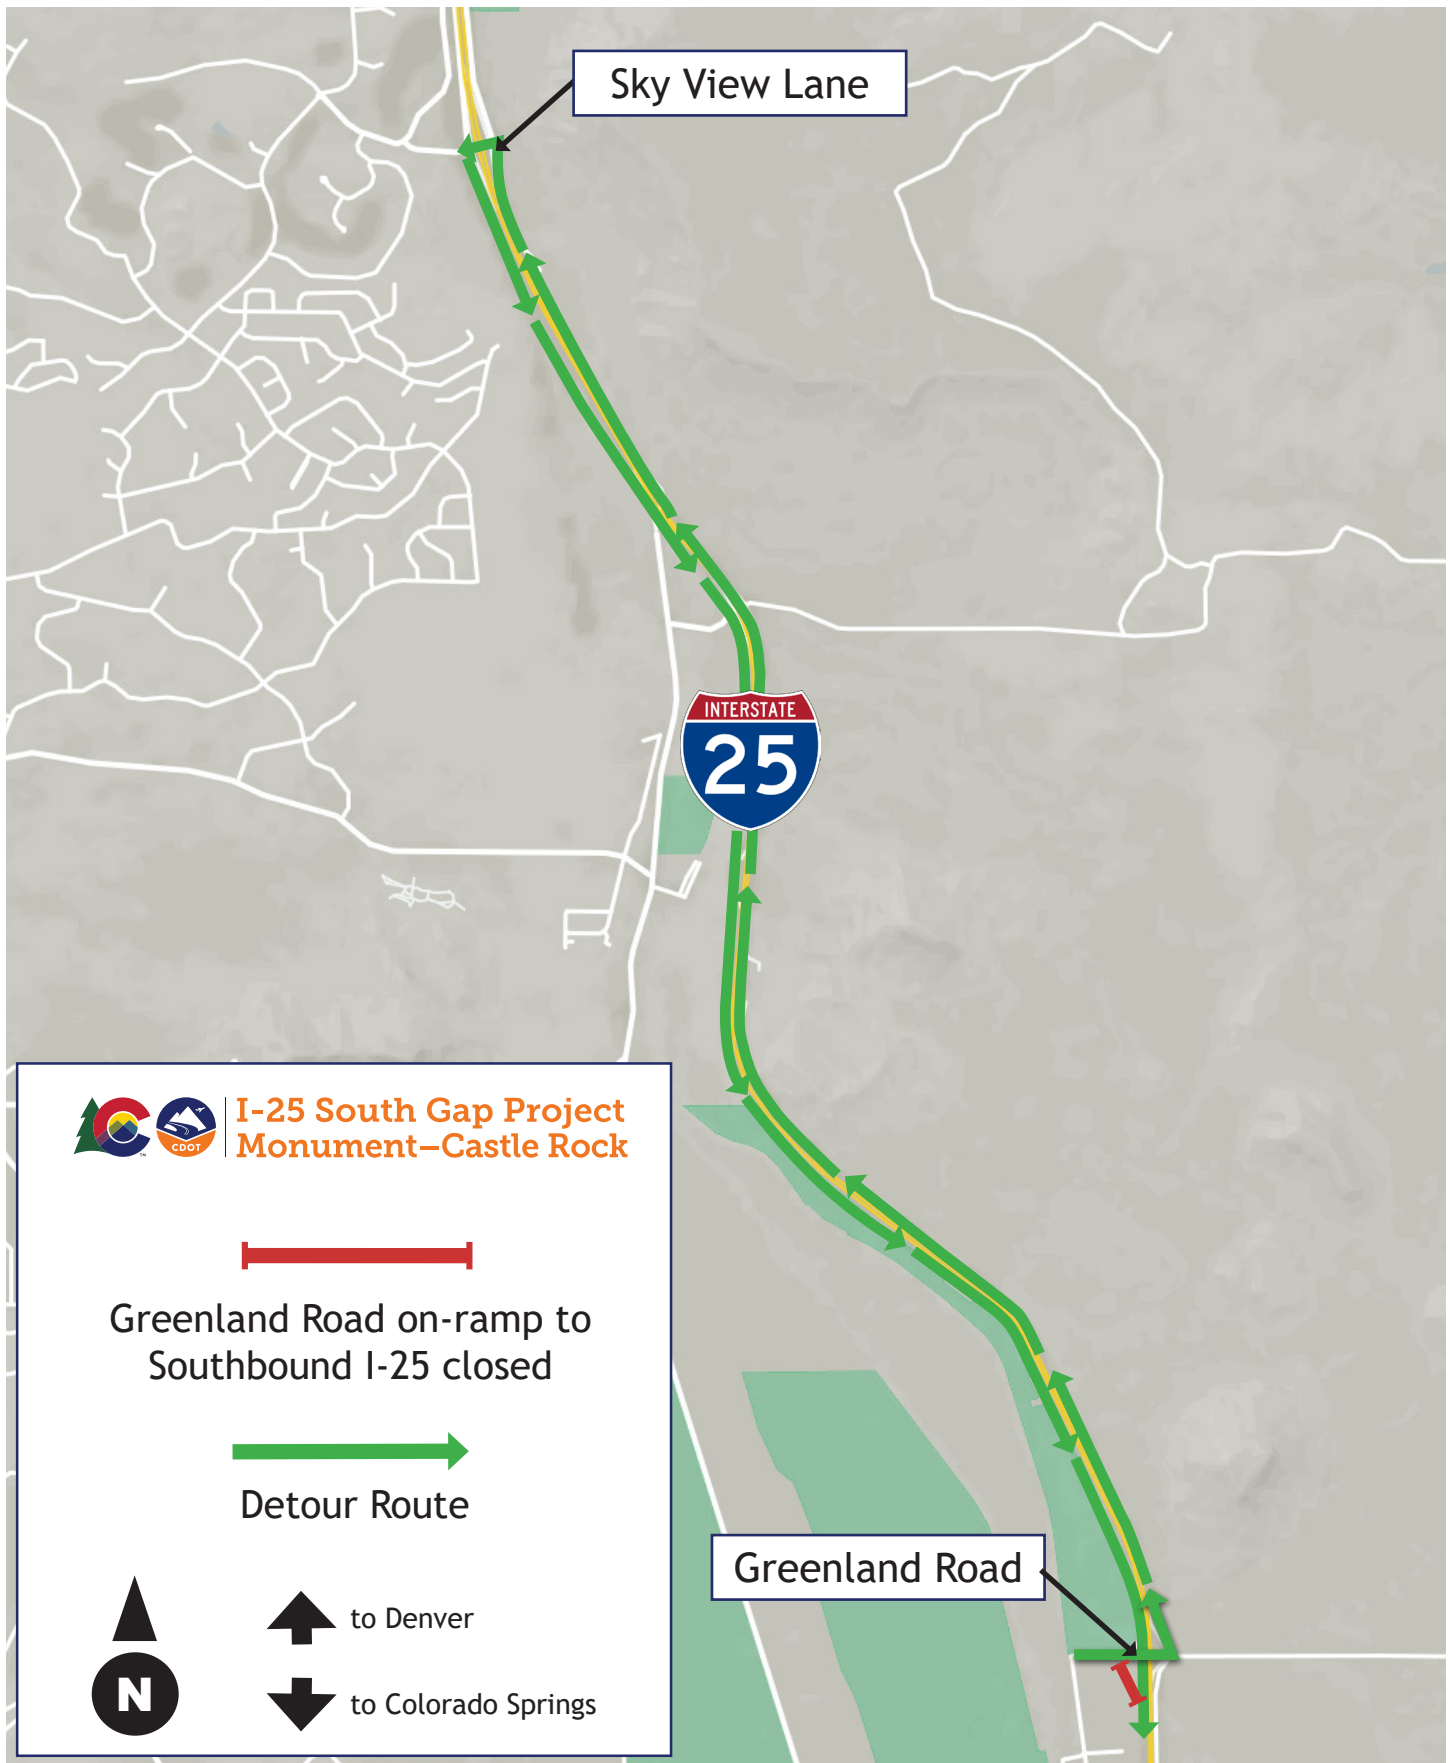 Sky View Lane
INTERSTATE
25
I-25 South Gap Project
Monument–Castle Rock
CDOT
TM
Greenland Road on-ramp to
Southbound I-25 closed
Detour Route
Greenland Road
to Denver
N
to Colorado Springs